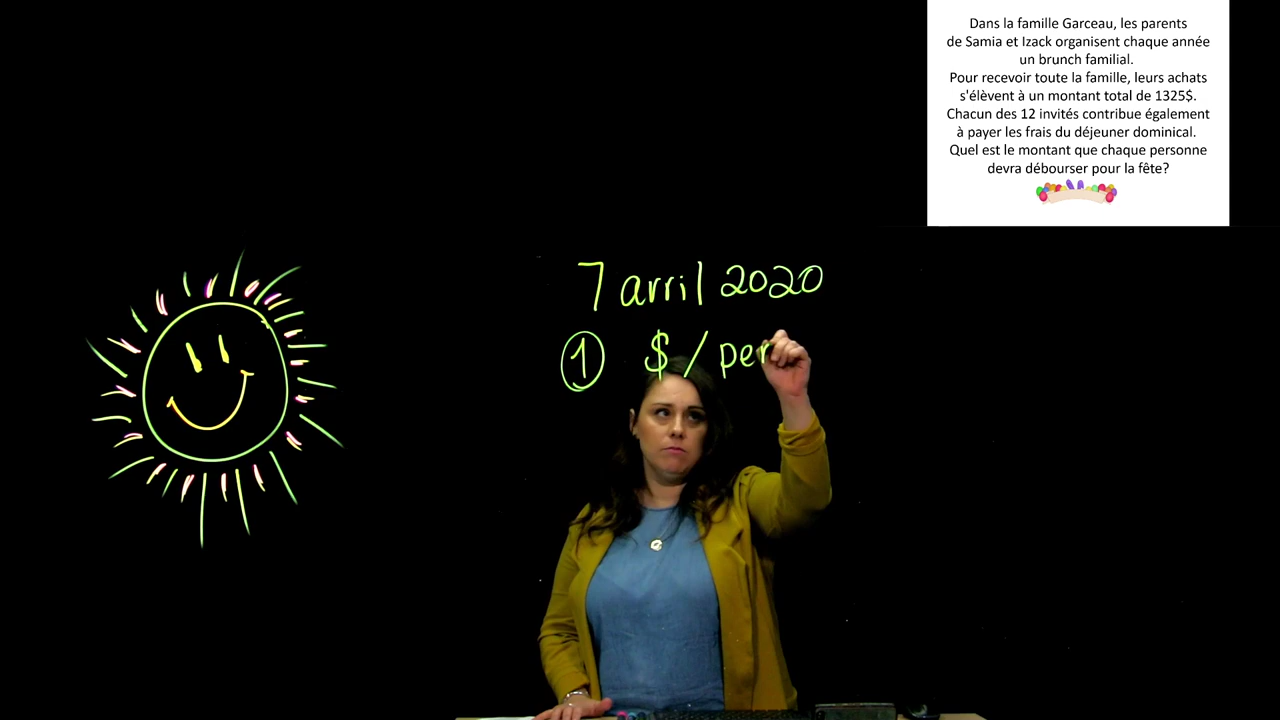 Dans la famille Garceau, les parents
de Samia et Izack organisent chaque année
un brunch familial.
Pour recevoir toute la famille, leurs achats
s'élèvent à un montant total de 1325$.
Chacun des 12 invités contribue également
à payer les frais du déjeuner dominical.
Quel est le montant que chaque personne
devra débourser pour la fête?
7 avril 2020
1 $ / per